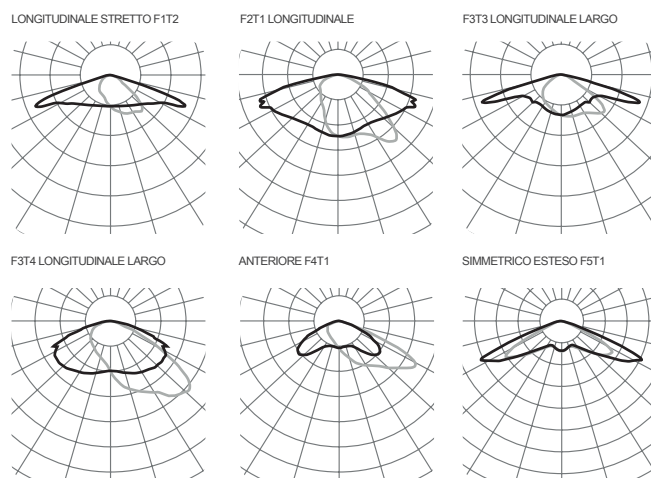 LONGITUDINALE STRETTO F1T2
F2T1 LONGITUDINALE
F3T3 LONGITUDINALE LARGO
F3T4 LONGITUDINALE LARGO
ANTERIORE F4T1
SIMMETRICO ESTESO F5T1